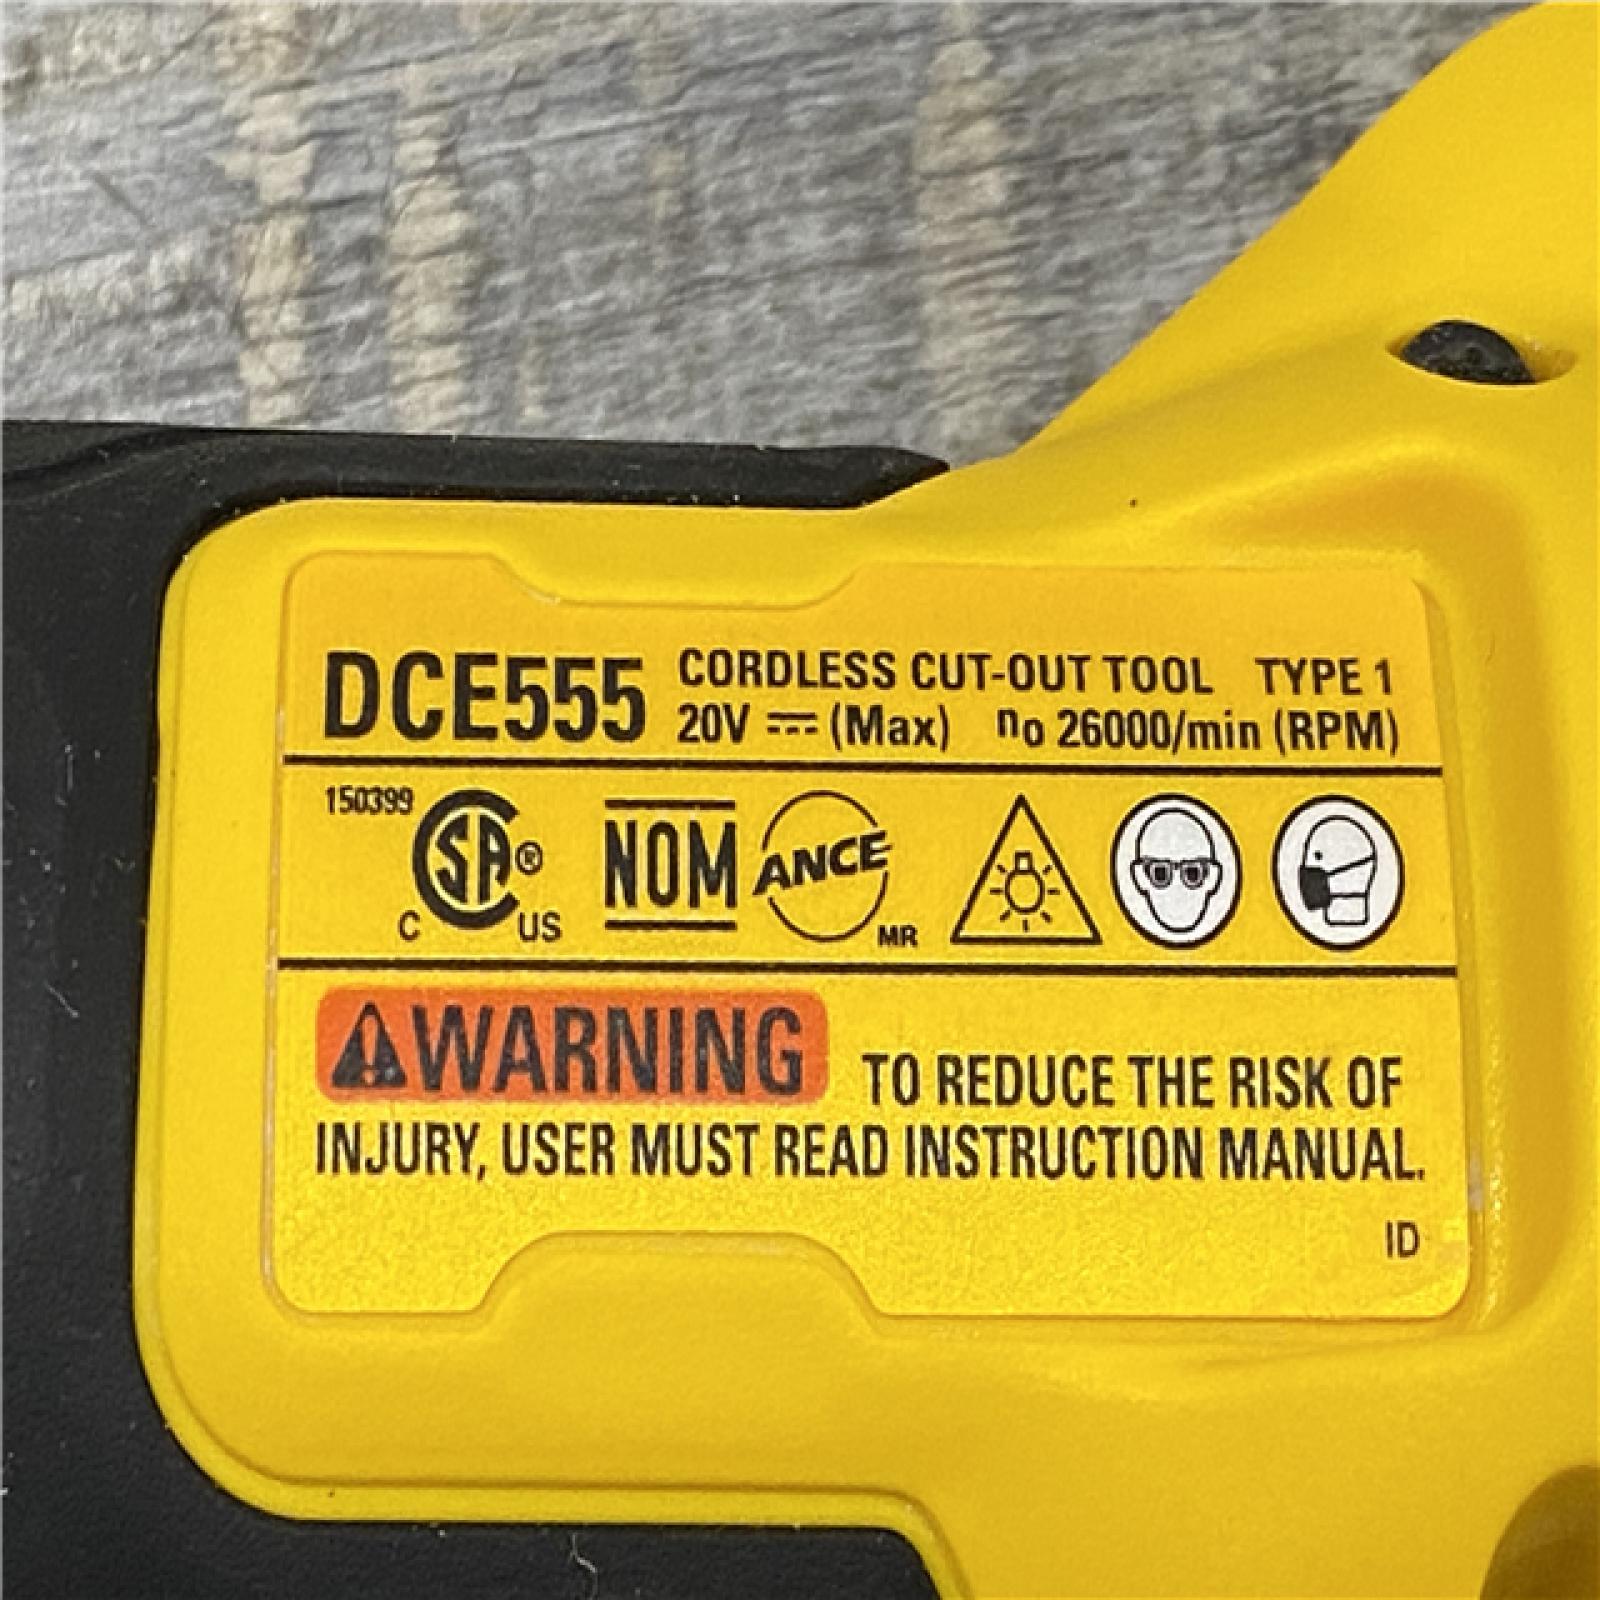 DCE555 CORDLESS CUT-OUT TOOL TYPE 1
20V (Max) no 26000/min (RPM)
150399 CSA® C US NOM ANCE MR
WARNING TO REDUCE THE RISK OF
INJURY, USER MUST READ INSTRUCTION MANUAL.
ID